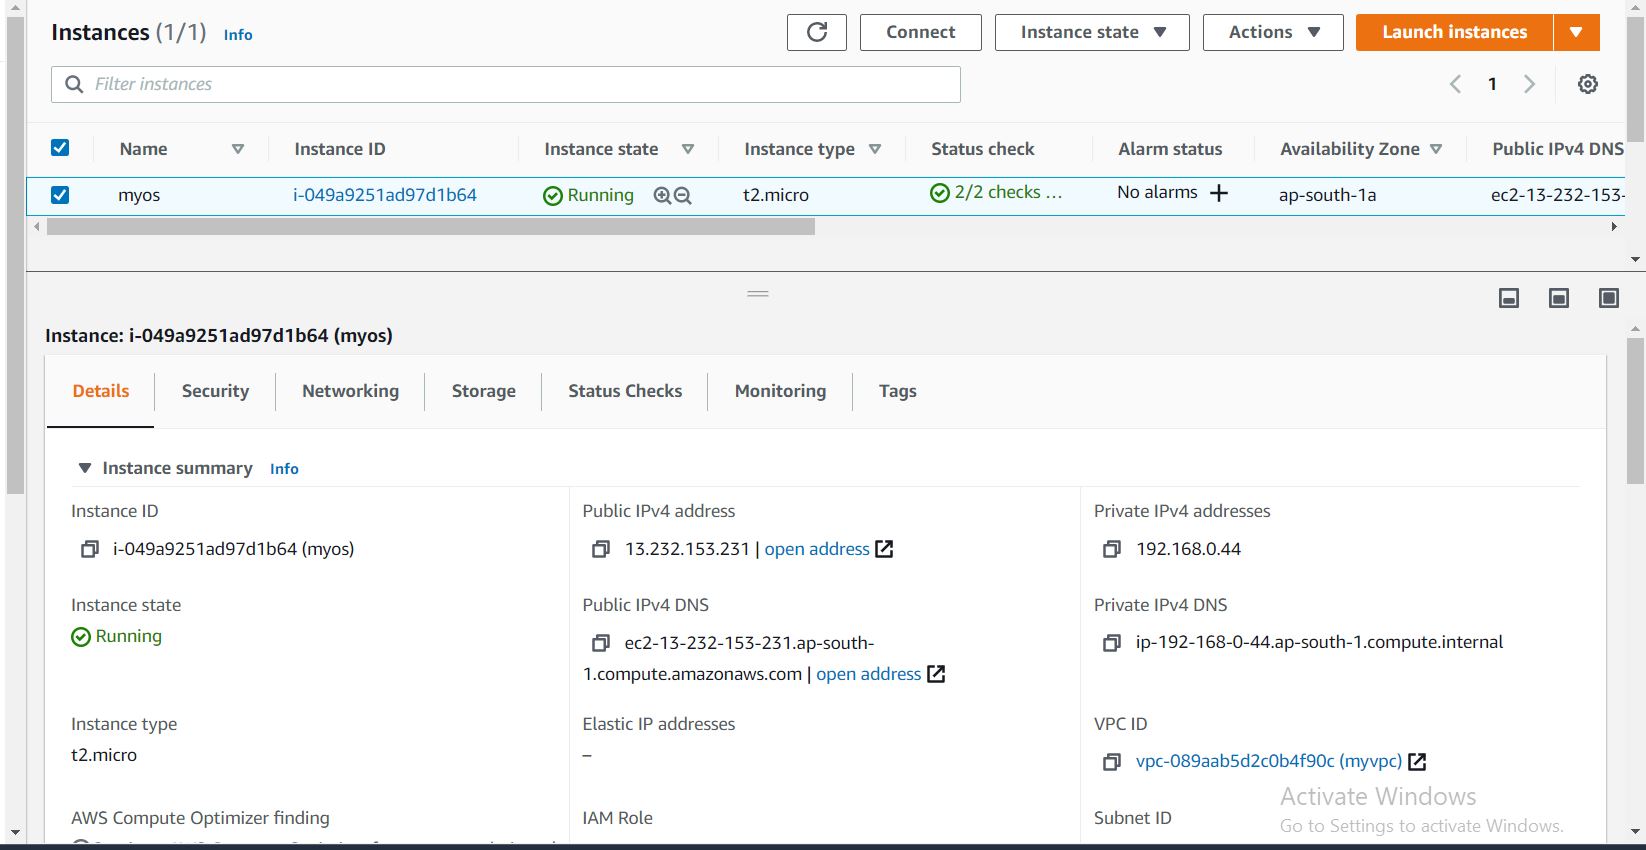 Instances (1/1) Info
Connect
Instance state
Actions
Launch instances
Filter instances
1
Name Instance ID Instance state Instance type Status check Alarm status Availability Zone Public IPv4 DNS
myos i-049a9251ad97d1b64 Running t2.micro 2/2 checks ... No alarms + ap-south-1a ec2-13-232-153-
Instance: i-049a9251ad97d1b64 (myos)
Details Security Networking Storage Status Checks Monitoring Tags
Instance summary Info
Instance ID
i-049a9251ad97d1b64 (myos)
Public IPv4 address
13.232.153.231 | open address
Private IPv4 addresses
192.168.0.44
Instance state
Running
Public IPv4 DNS
ec2-13-232-153-231.ap-south-
1.compute.amazonaws.com | open address
Private IPv4 DNS
ip-192-168-0-44.ap-south-1.compute.internal
Instance type
t2.micro
Elastic IP addresses
–
VPC ID
vpc-089aab5d2c0b4f90c (myvpc)
AWS Compute Optimizer finding
IAM Role
Subnet ID
Activate Windows
Go to Settings to activate Windows.